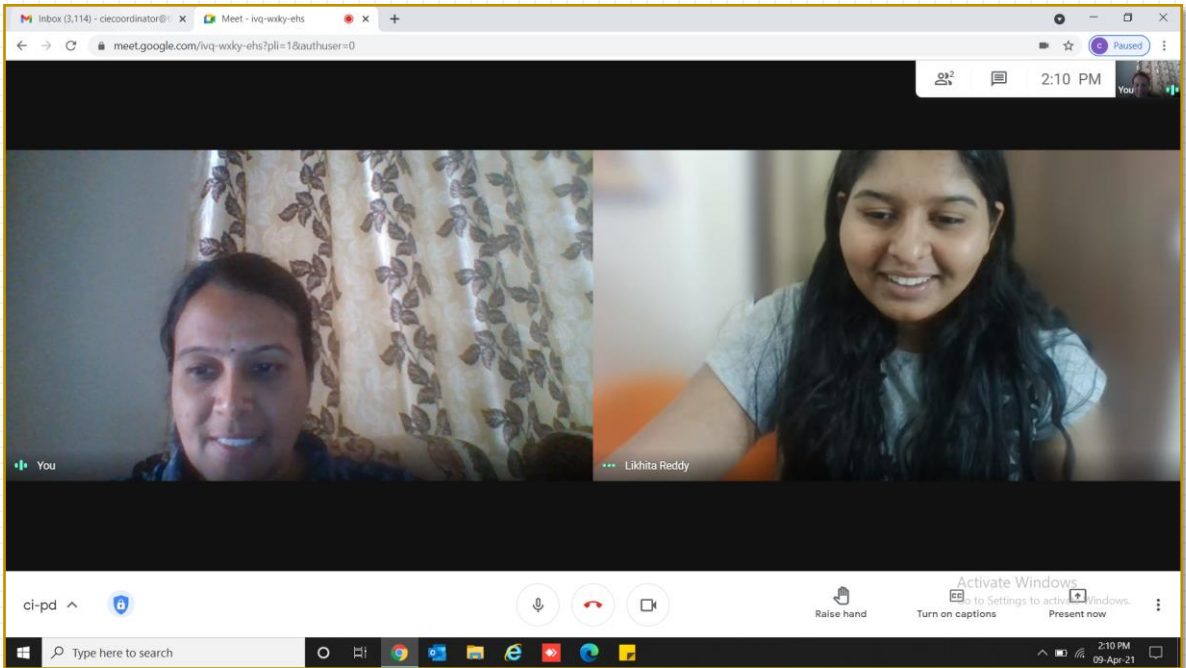 Inbox (3,114) - ciecoordinator@t
Meet - ivq-wxky-ehs
meet.google.com/ivq-wxky-ehs?pli=1&authuser=0
C Paused
2
2:10 PM
You
You
Likhita Reddy
ci-pd
Raise hand
CC
Turn on captions
Present now
Activate Windows
Go to Settings to activate Windows.
Type here to search
2:10 PM
09-Apr-21